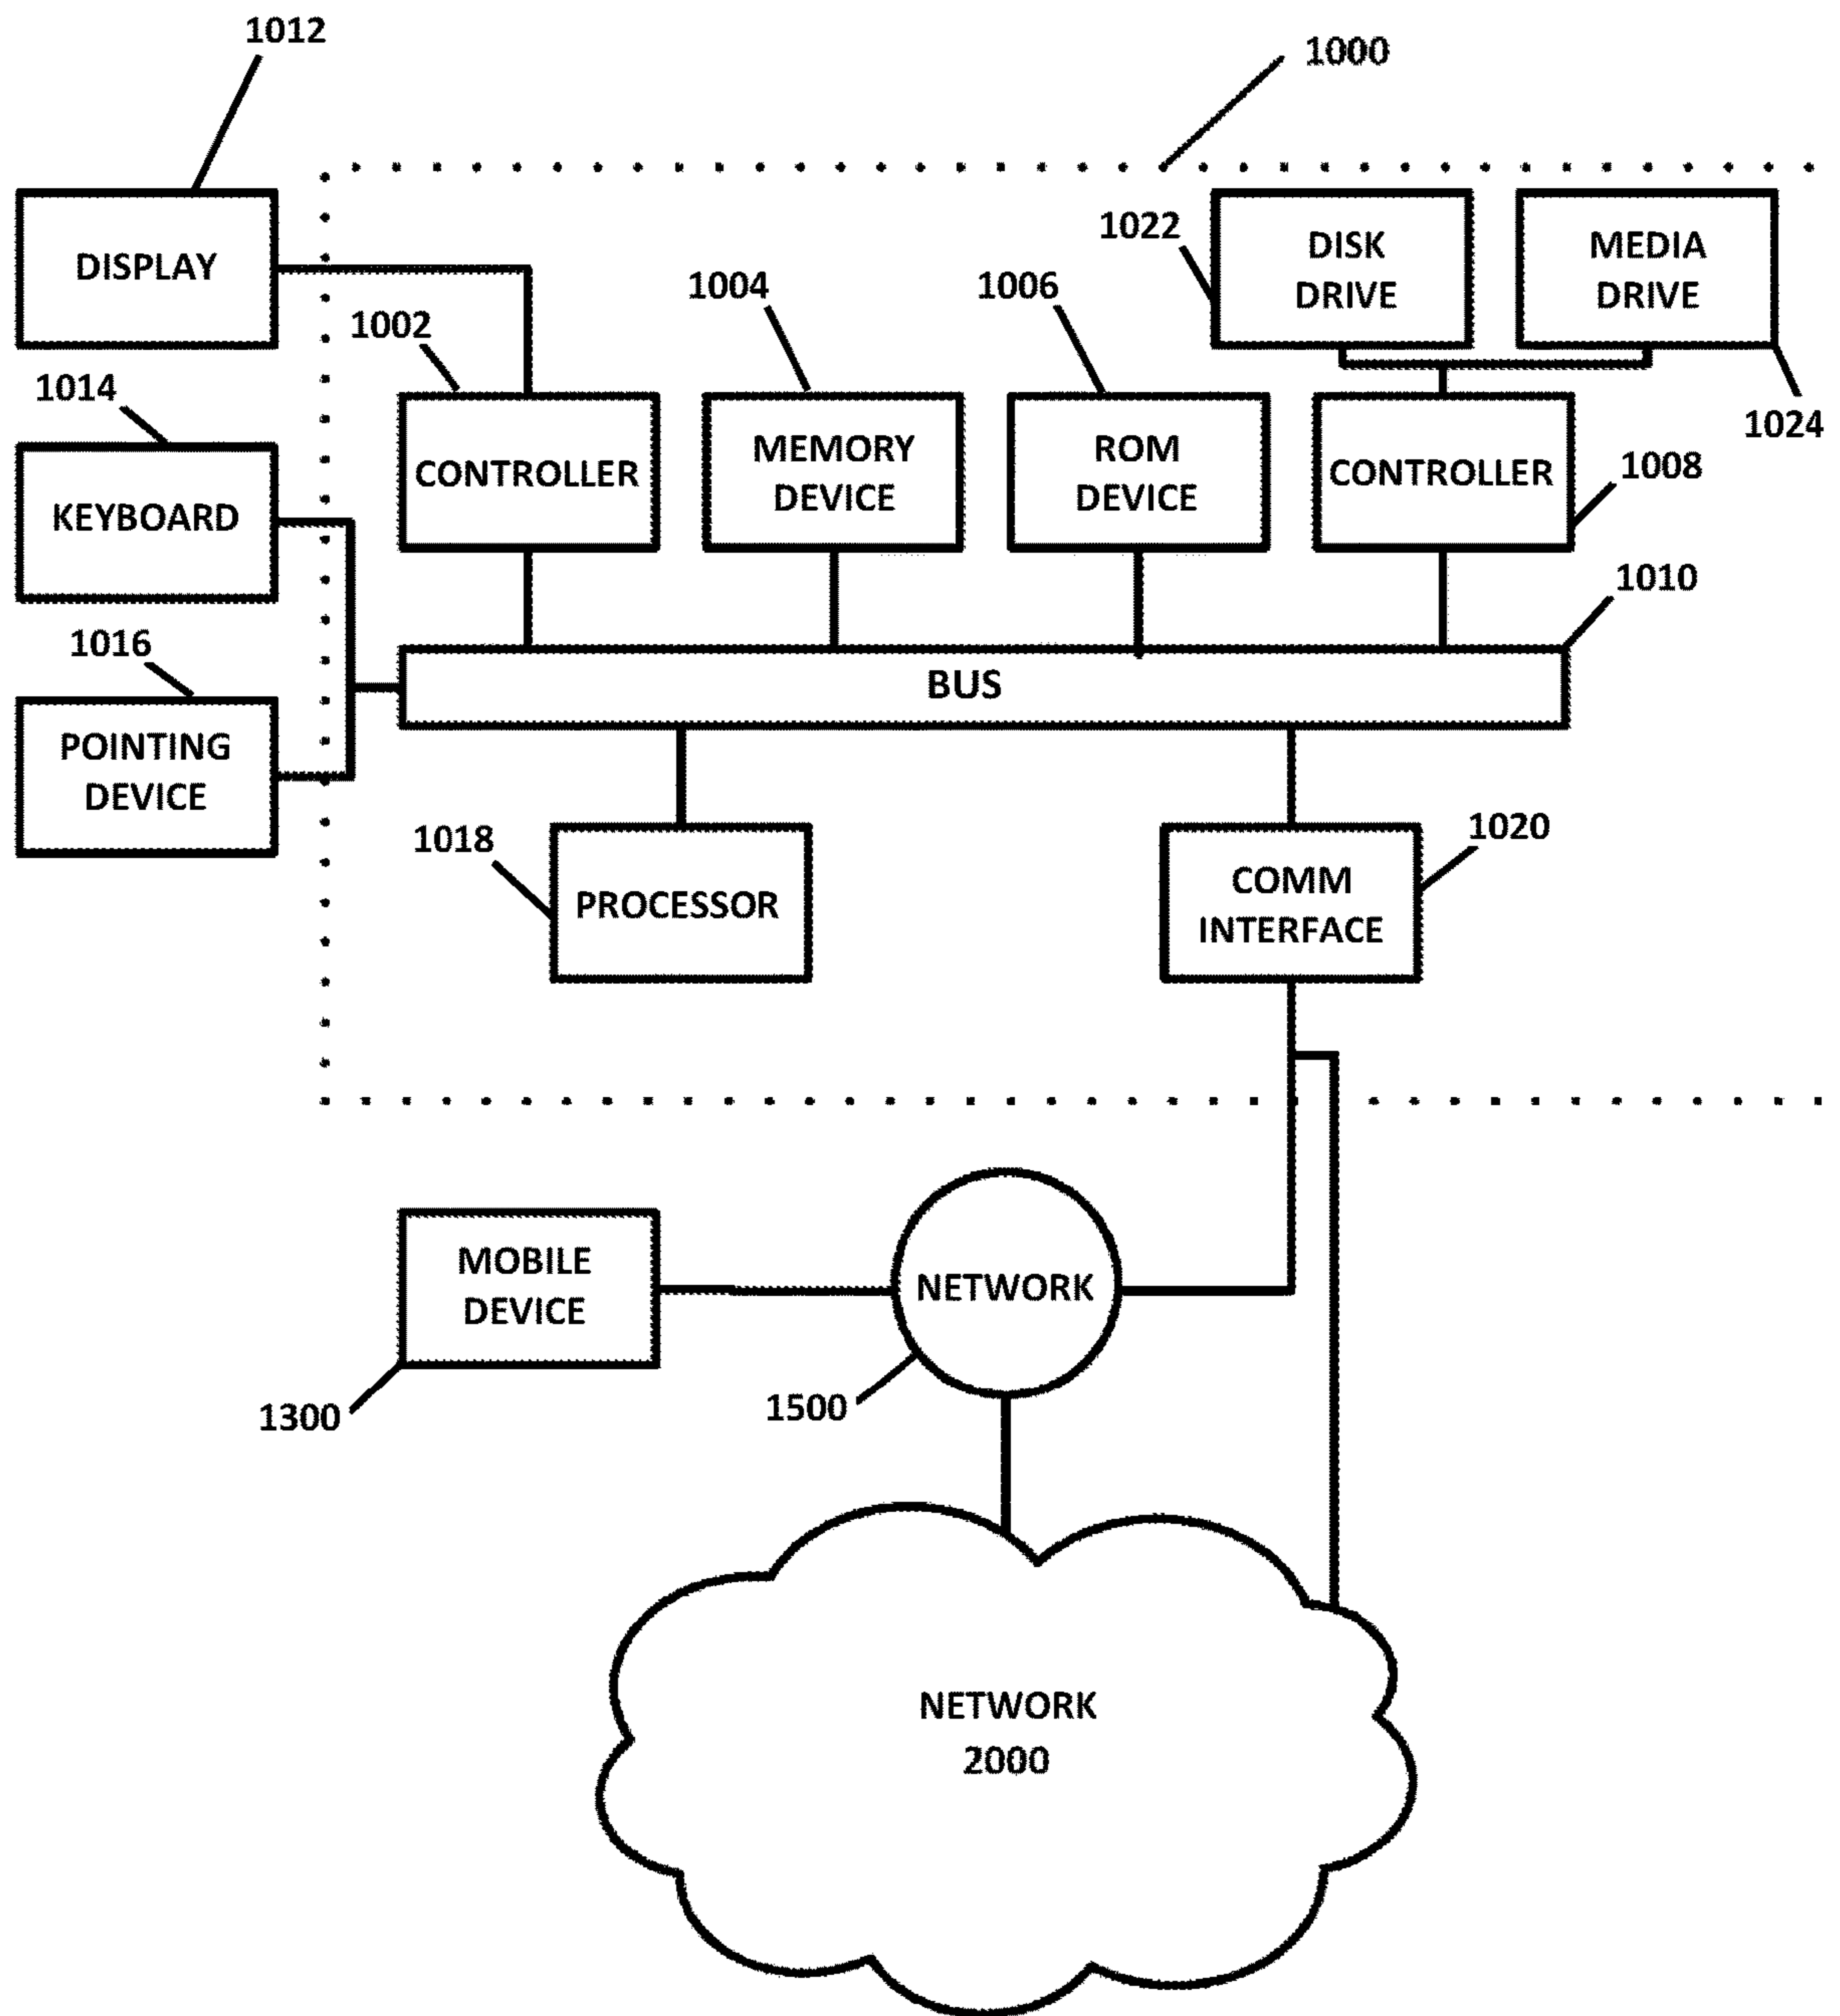 1012
1000
DISPLAY
1022
DISK
DRIVE
MEDIA
DRIVE
1024
1002
1004
1006
1014
KEYBOARD
CONTROLLER
MEMORY
DEVICE
ROM
DEVICE
CONTROLLER
1008
1010
1016
POINTING
DEVICE
BUS
1018
PROCESSOR
COMM
INTERFACE
1020
MOBILE
DEVICE
1300
NETWORK
1500
NETWORK
2000